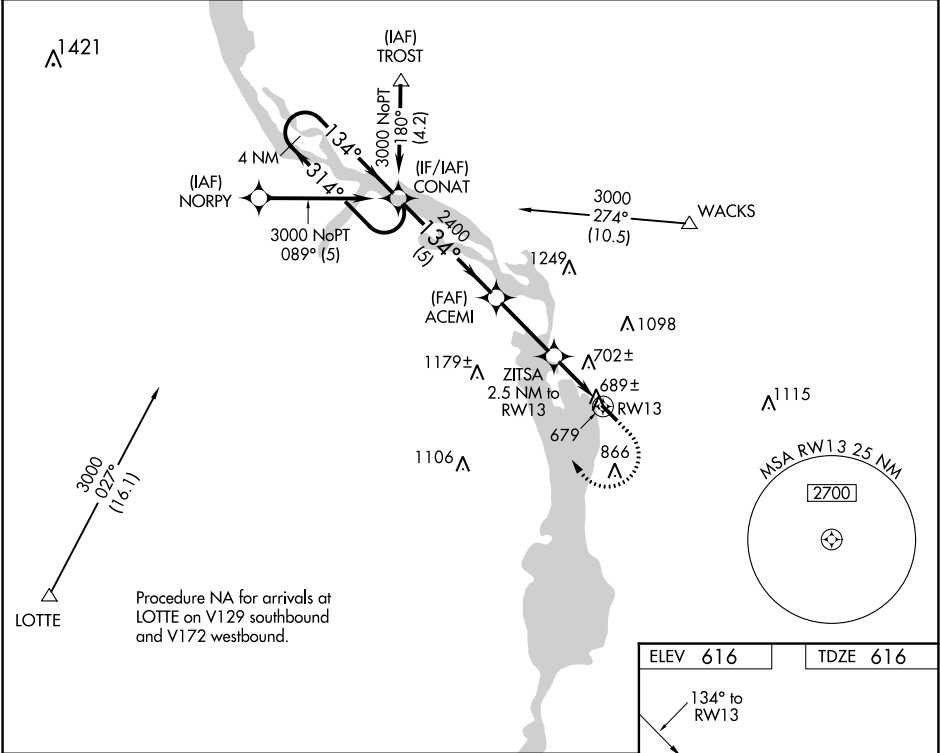 1421
(IAF)
TROST
3000 NoPT
180°
(4.2)
134°
4 NM
314°
(IF/IAF)
CONAT
(IAF)
NORPY
3000 NoPT
089° (5)
3000
274°
(10.5)
WACKS
2400
134°
(5)
1249
(FAF)
ACEMI
1098
1179±
702±
ZITSA
2.5 NM to
RW13
689±
RW13
679
1115
1106
866
MSA RW13 25 NM
2700
3000
027°
(16.1)
LOTTE
Procedure NA for arrivals at
LOTTE on V129 southbound
and V172 westbound.
ELEV 616
TDZE 616
134° to
RW13